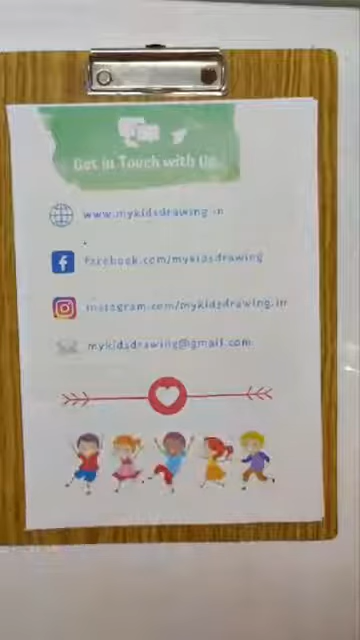 Get in Touch with Us
www.mykidsdrawing.in
facebook.com/mykidsdrawing
instagram.com/mykidsdrawing.in
mykidsdrawing@gmail.com